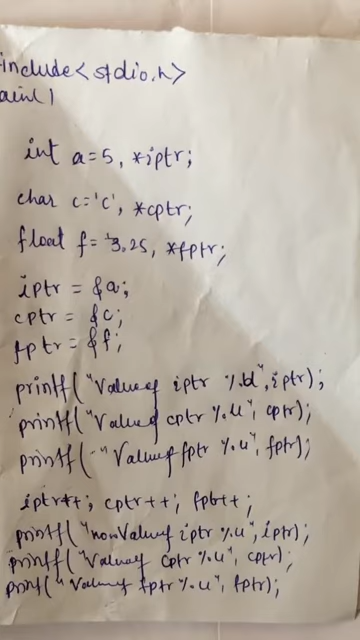 include<stdio.h>
ain()
int a=5, *iptr;
char c='c', *cptr;
float f=3.25, *fptr;
iptr = &a;
cptr = &c;
fptr = &f;
printf("Value of iptr %d", iptr);
printf("Value of cptr %u", cptr);
printf("Value of fptr %u", fptr);
iptr++; cptr++; fptr++;
printf("now Value of iptr %u", iptr);
printf("Value of cptr %u", cptr);
print("Value of fptr %u", fptr);